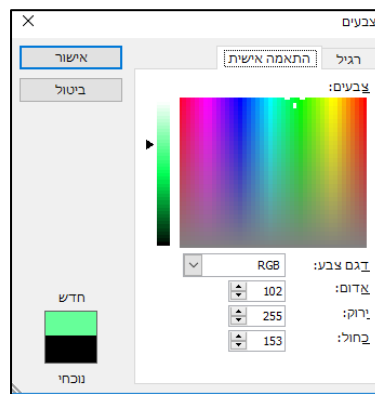 צבעים
רגיל
התאמה אישית
אישור
ביטול
צבעים:
דגם צבע: RGB
אדום: 102
ירוק: 255
כחול: 153
חדש
נוכחי